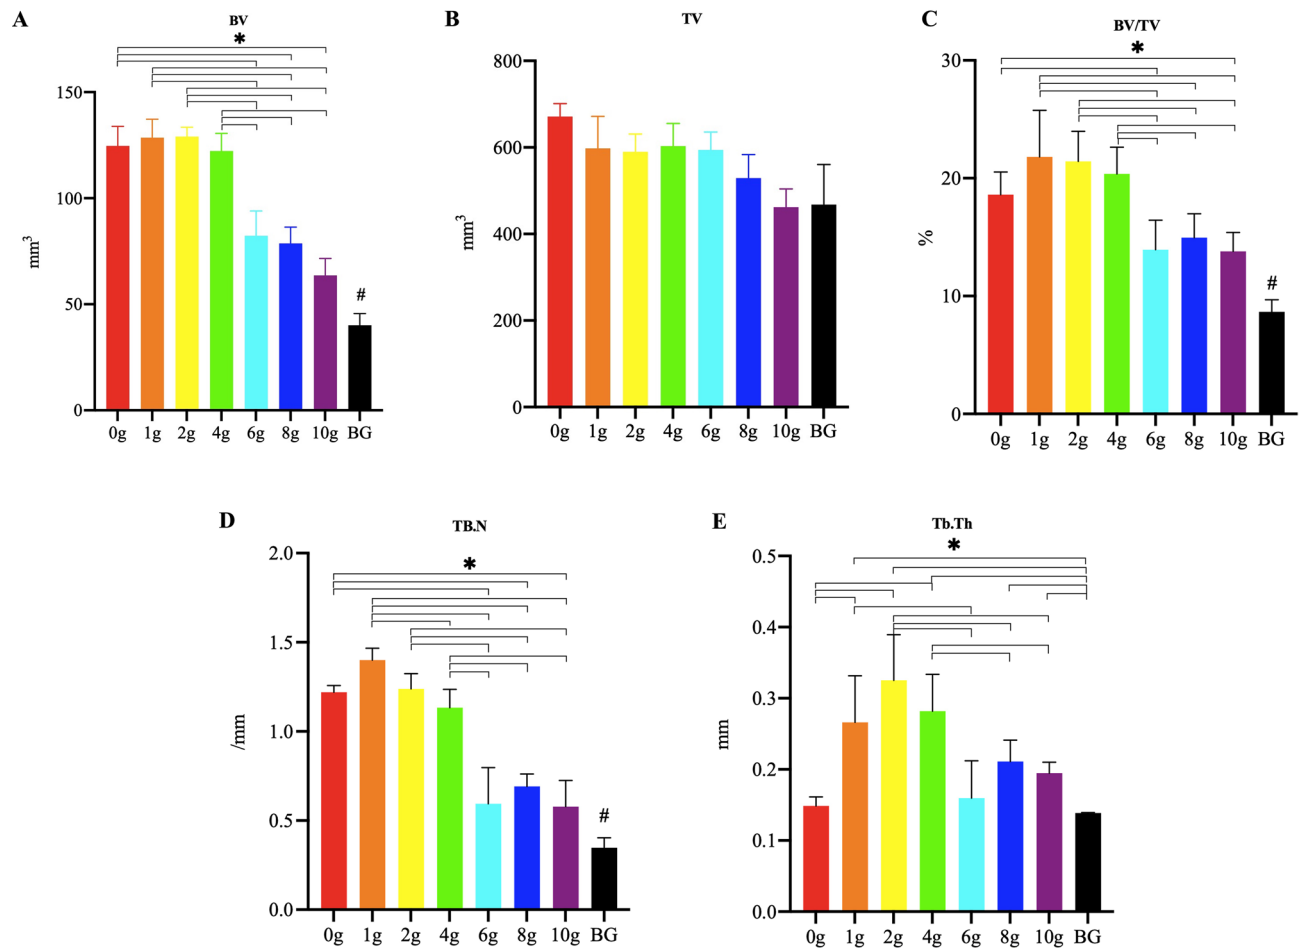 A
BV
*
150
100
50
0
mm³
#
0g 1g 2g 4g 6g 8g 10g BG
B
TV
800
600
400
200
0
mm³
0g 1g 2g 4g 6g 8g 10g BG
C
BV/TV
*
30
20
10
0
%
#
0g 1g 2g 4g 6g 8g 10g BG
D
TB.N
*
2.0
1.5
1.0
0.5
0.0
/mm
#
0g 1g 2g 4g 6g 8g 10g BG
E
Tb.Th
*
0.5
0.4
0.3
0.2
0.1
0.0
mm
0g 1g 2g 4g 6g 8g 10g BG